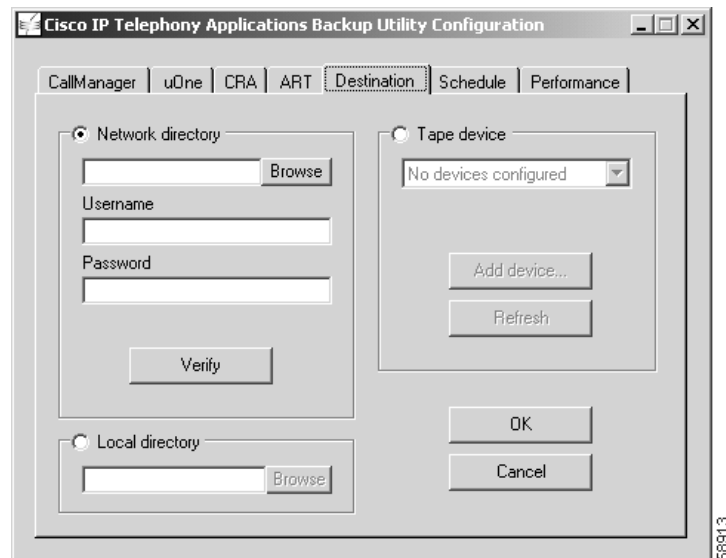 Cisco IP Telephony Applications Backup Utility Configuration
CallManager
uOne
CRA
ART
Destination
Schedule
Performance
Network directory
Browse
Username
Password
Verify
Local directory
Browse
Tape device
No devices configured
Add device...
Refresh
OK
Cancel
58913